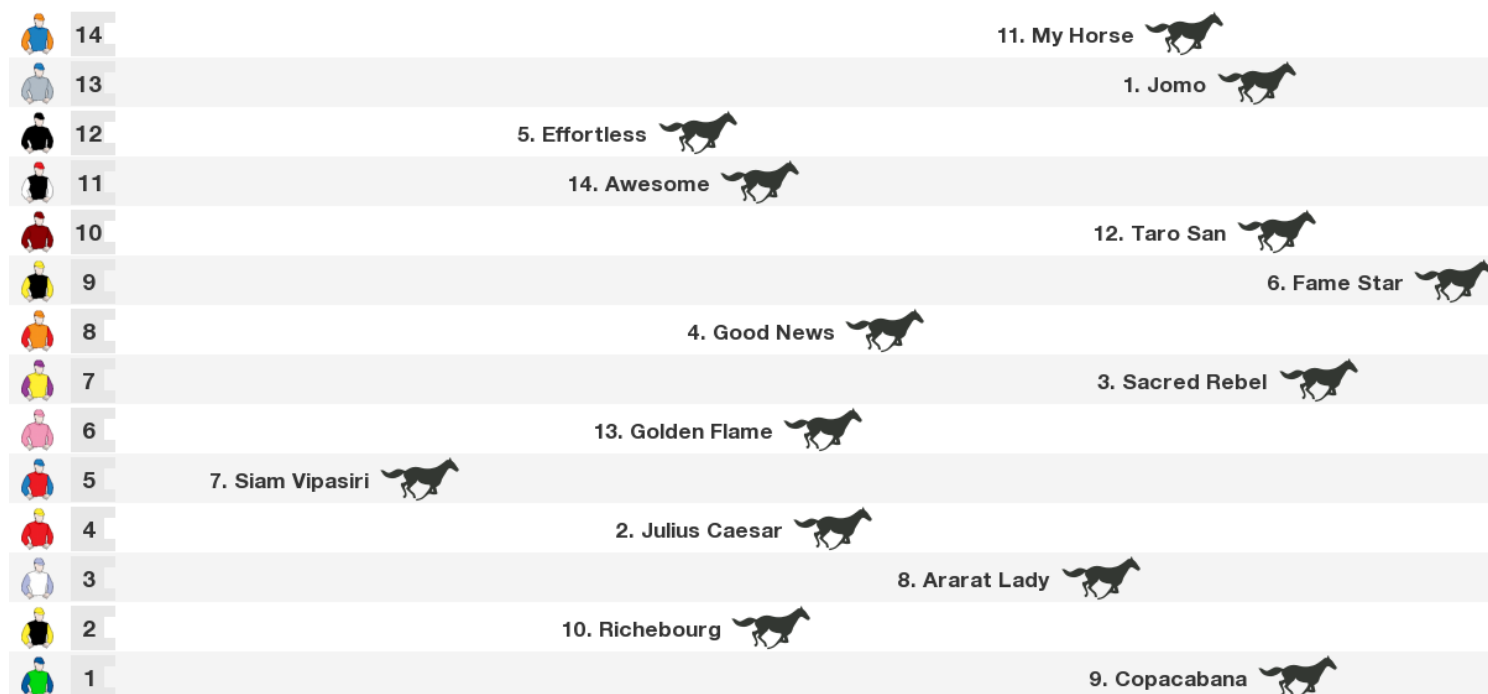 14 11. My Horse
13 1. Jomo
12 5. Effortless
11 14. Awesome
10 12. Taro San
9 6. Fame Star
8 4. Good News
7 3. Sacred Rebel
6 13. Golden Flame
5 7. Siam Vipasiri
4 2. Julius Caesar
3 8. Ararat Lady
2 10. Richebourg
1 9. Copacabana